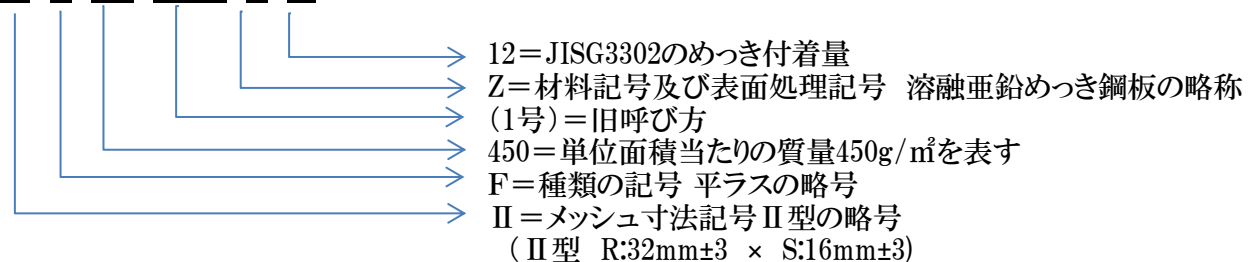 12＝JISG3302のめっき付着量
Z＝材料記号及び表面処理記号 溶融亜鉛めっき鋼板の略称
(1号)＝旧呼び方
450＝単位面積当たりの質量450g/㎡を表す
F＝種類の記号 平ラスの略号
Ⅱ＝メッシュ寸法記号Ⅱ型の略号
(Ⅱ型 R:32mm±3 × S:16mm±3)